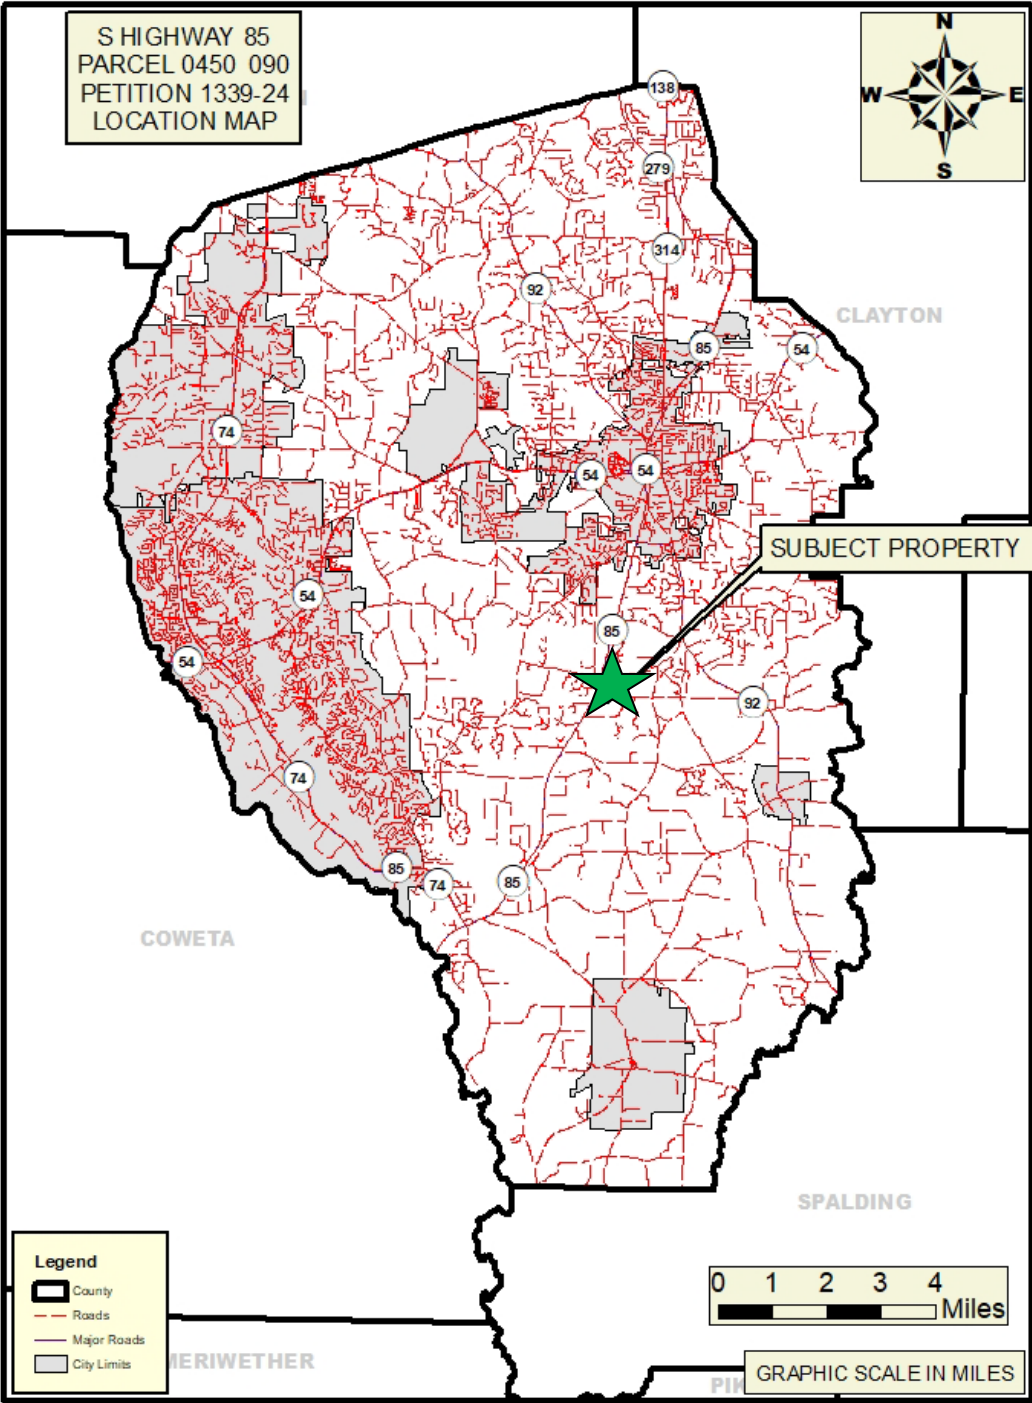 S HIGHWAY 85
PARCEL 0450 090
PETITION 1339-24
LOCATION MAP
N
W
E
S
138
279
314
92
CLAYTON
85
54
74
54
54
SUBJECT PROPERTY
54
85
54
92
74
85
74
85
COWETA
SPALDING
Legend
County
Roads
Major Roads
City Limits
0 1 2 3 4
Miles
MERIWETHER
GRAPHIC SCALE IN MILES